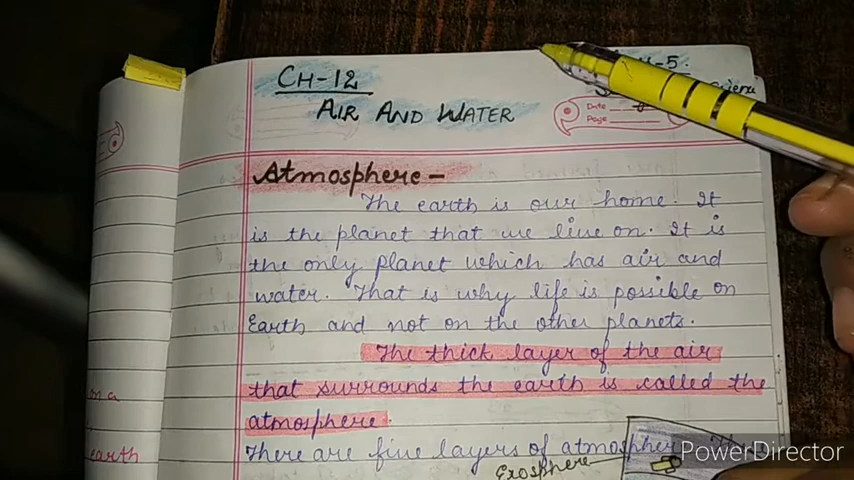 CH-12
AIR AND WATER
Date
Page
Atmosphere-
The earth is our home. It
is the planet that we live on. It is
the only planet which has air and
water. That is why life is possible on
Earth and not on the other planets.
The thick layer of the air
that surrounds the earth is called the
atmosphere.
There are five layers of atmosphere
Exosphere
earth
PowerDirector